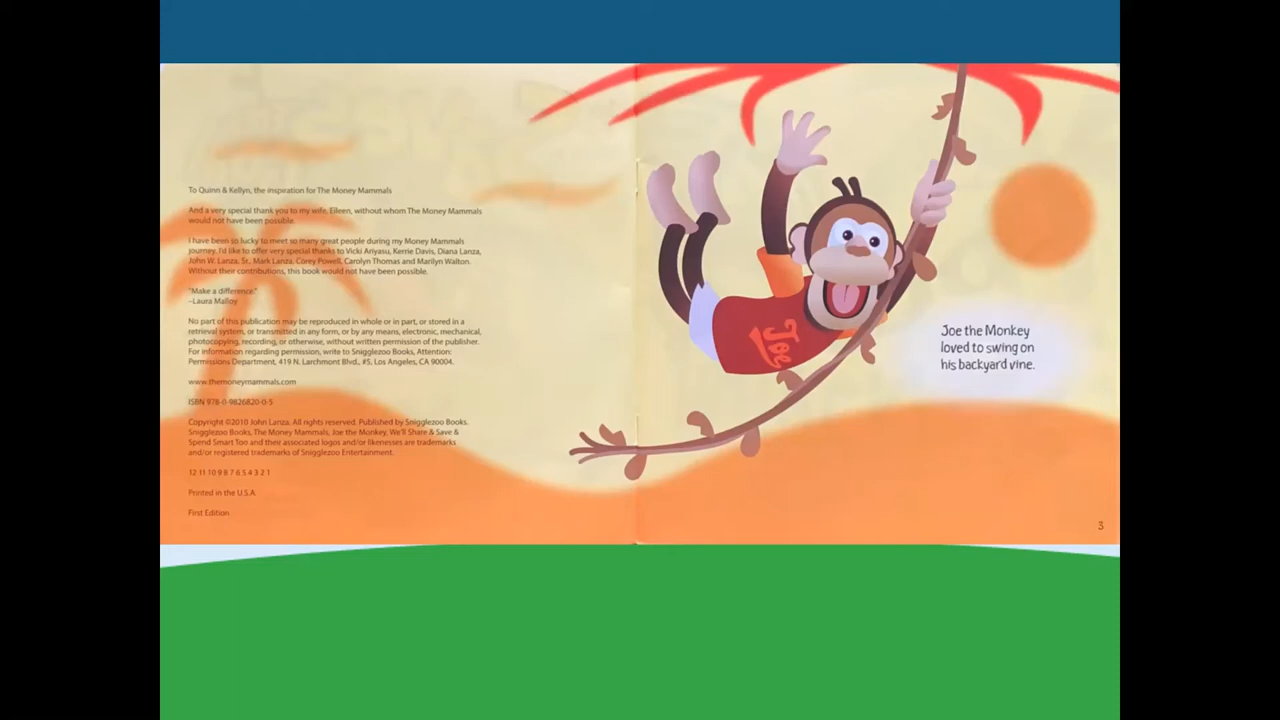 To Quinn & Kellyn, the inspiration for The Money Mammals
And a very special thank you to my wife, Eileen, without whom The Money Mammals
would not have been possible.
I have been so lucky to meet so many great people during my Money Mammals
journey. I'd like to offer very special thanks to Vicki Ariyasu, Kerrie Davis, Diana Lanza,
John W. Lanza, Sr., Mark Lanza, Corey Powell, Carolyn Thomas and Marilyn Walton.
Without their contributions, this book would not have been possible.
"Make a difference."
–Laura Malloy
No part of this publication may be reproduced in whole or in part, or stored in a
retrieval system, or transmitted in any form, or by any means, electronic, mechanical,
photocopying, recording, or otherwise, without written permission of the publisher.
For information regarding permission, write to Snigglezoo Books, Attention:
Permissions Department, 419 N. Larchmont Blvd., #5, Los Angeles, CA 90004.
www.themoneymammals.com
ISBN 978-0-9826820-0-5
Copyright ©2010 John Lanza. All rights reserved. Published by Snigglezoo Books.
Snigglezoo Books, The Money Mammals, Joe the Monkey, We'll Share & Save &
Spend Smart Too and their associated logos and/or likenesses are trademarks
and/or registered trademarks of Snigglezoo Entertainment.
12 11 10 9 8 7 6 5 4 3 2 1
Printed in the U.S.A.
First Edition
Joe
Joe the Monkey
loved to swing on
his backyard vine.
3